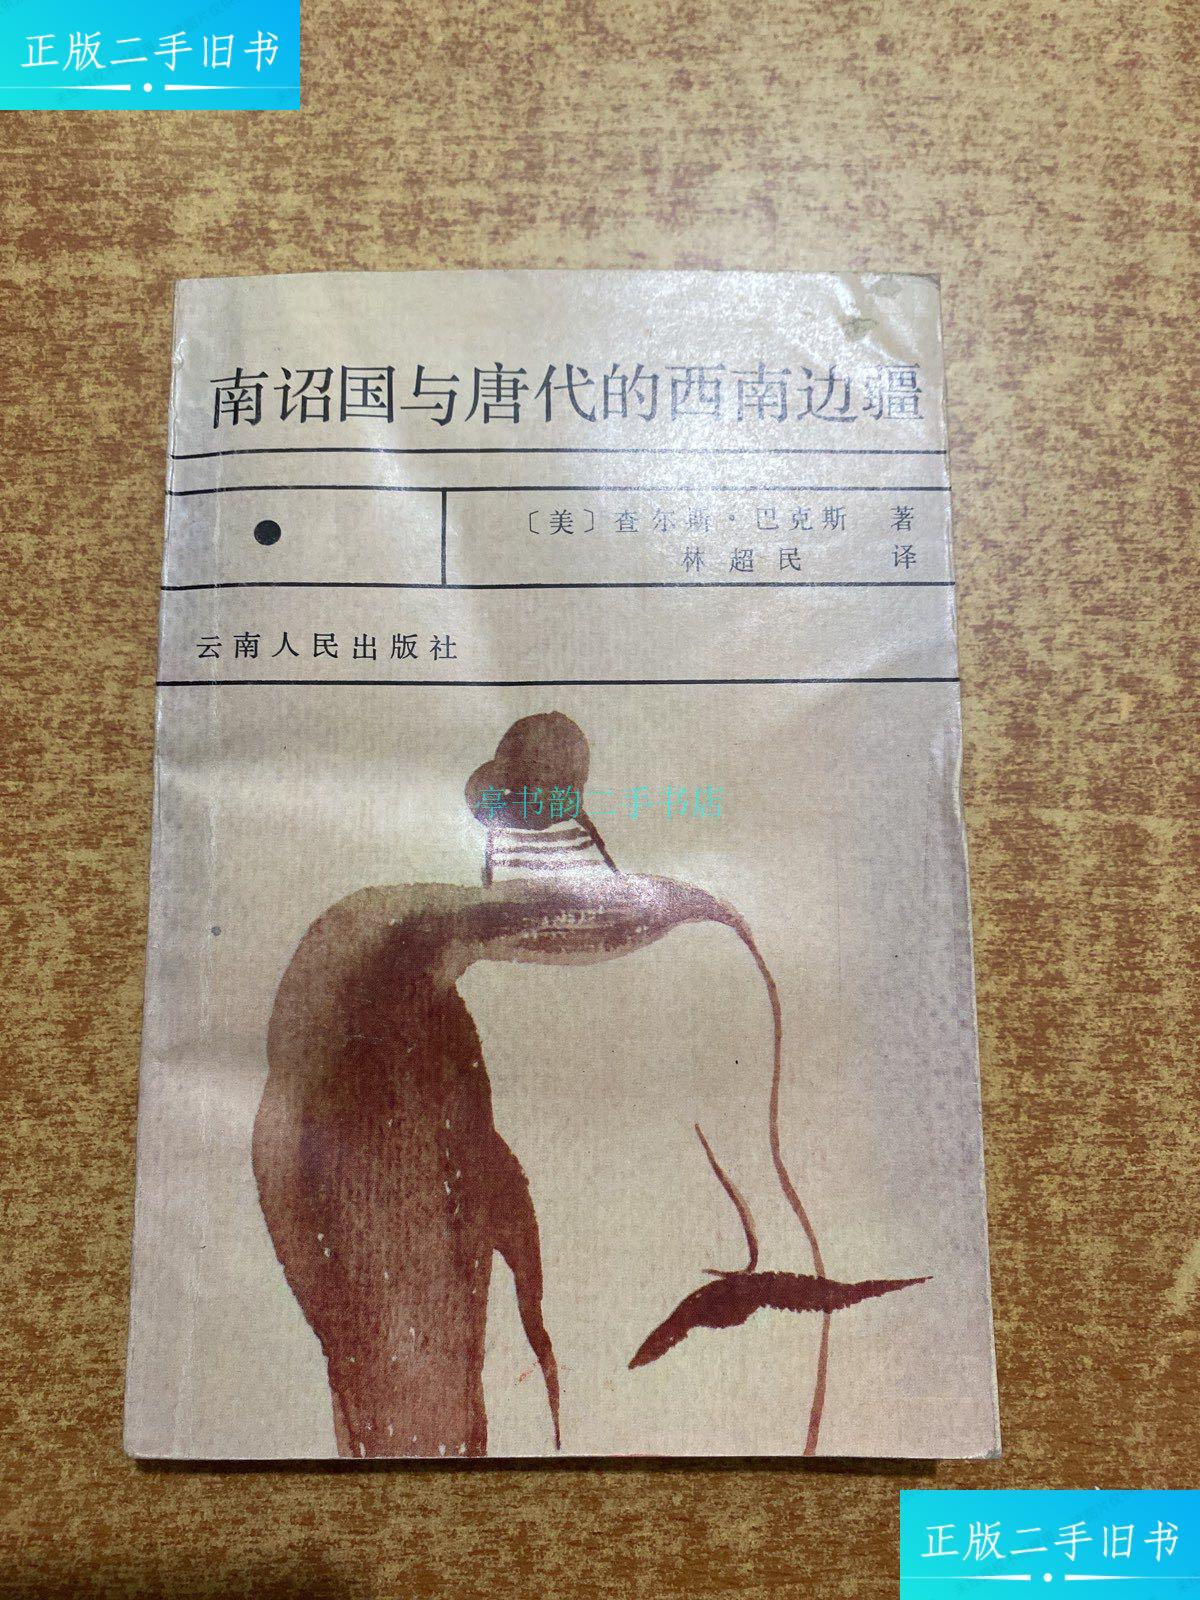 正版二手旧书
南诏国与唐代的西南边疆
〔美〕查尔斯·巴克斯 著
林超民 译
云南人民出版社
亭书韵二手书店
正版二手旧书